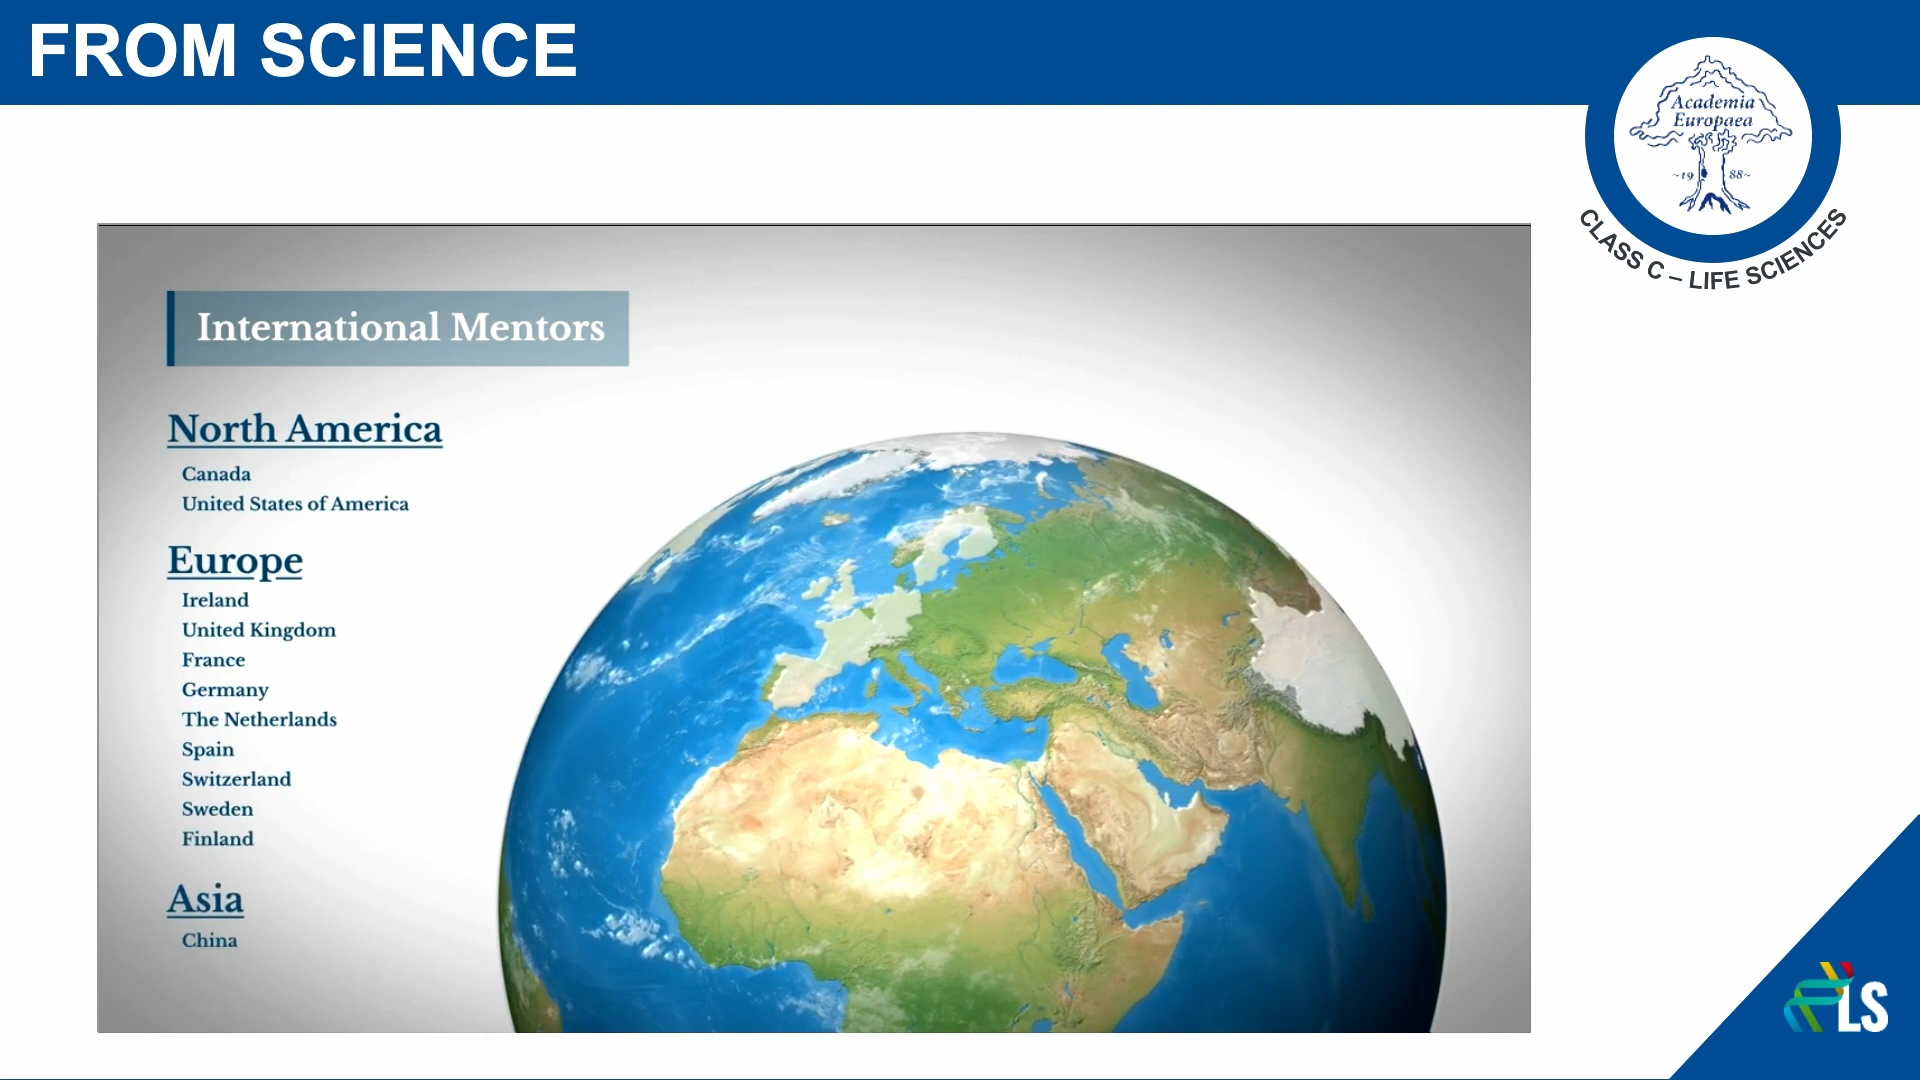 FROM SCIENCE
Academia
Europaea
~19 88~
CLASS C – LIFE SCIENCES
International Mentors
North America
Canada
United States of America
Europe
Ireland
United Kingdom
France
Germany
The Netherlands
Spain
Switzerland
Sweden
Finland
Asia
China
LS